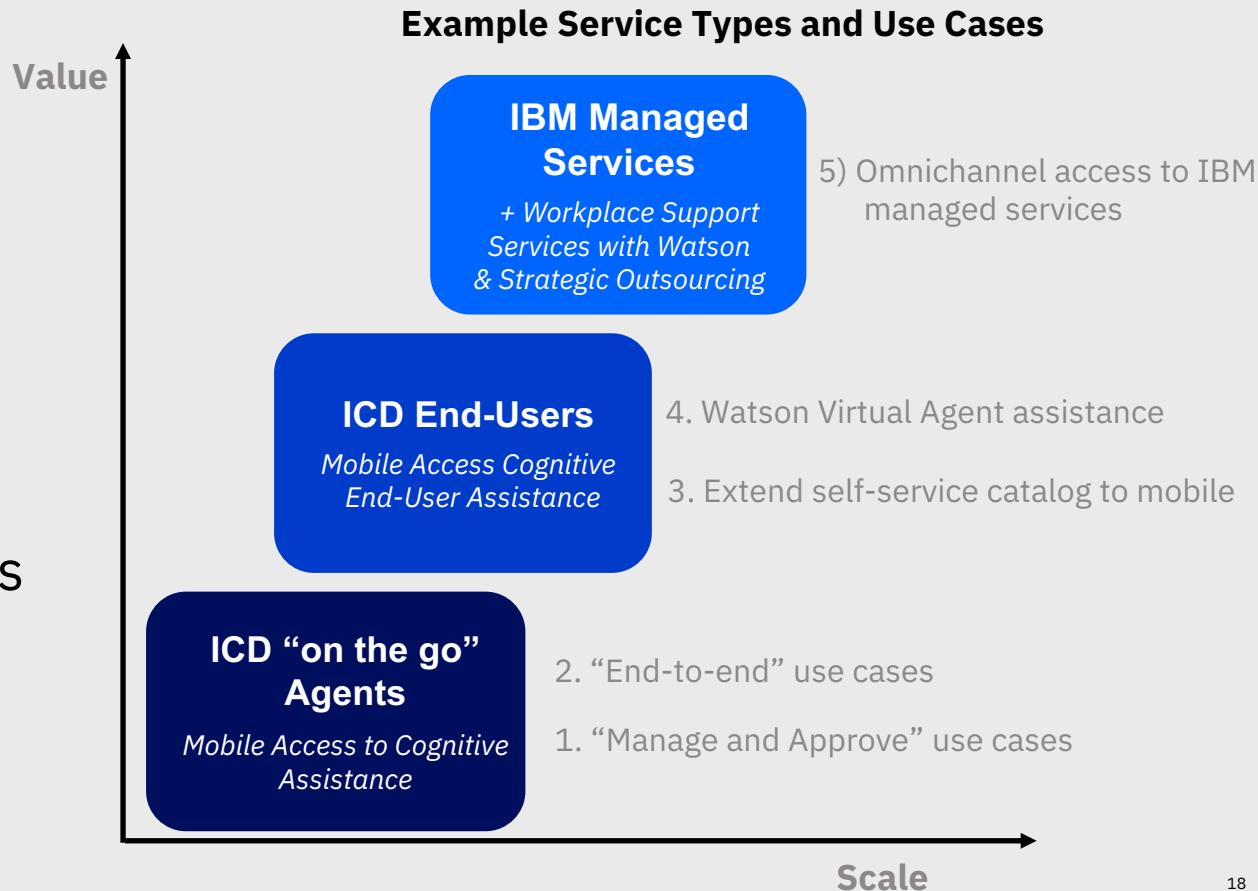 Example Service Types and Use Cases
Value
IBM Managed
Services
+ Workplace Support
Services with Watson
& Strategic Outsourcing
5) Omnichannel access to IBM
managed services
ICD End-Users
Mobile Access Cognitive
End-User Assistance
4. Watson Virtual Agent assistance
3. Extend self-service catalog to mobile
s
ICD “on the go”
Agents
Mobile Access to Cognitive
Assistance
2. “End-to-end” use cases
1. “Manage and Approve” use cases
Scale
18